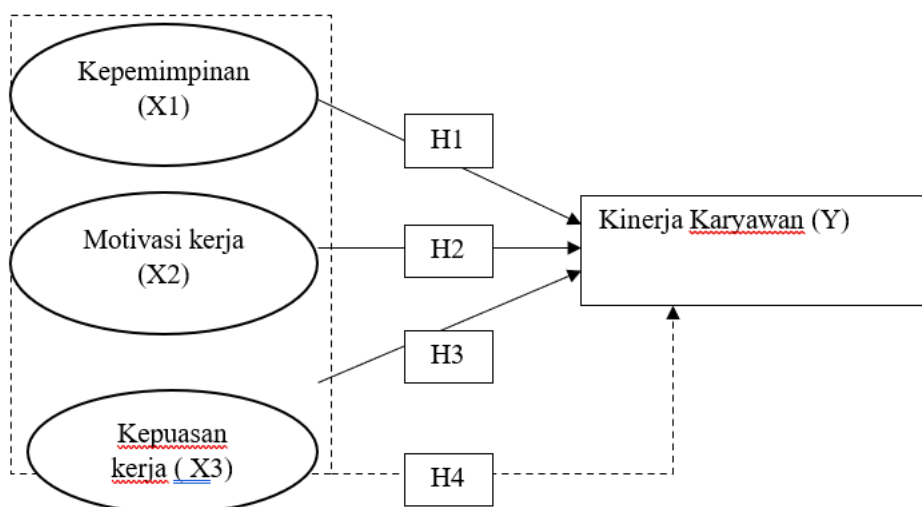 Kepemimpinan
(X1)
H1
Motivasi kerja
(X2)
H2
Kinerja Karyawan (Y)
H3
Kepuasan
kerja ( X3)
H4